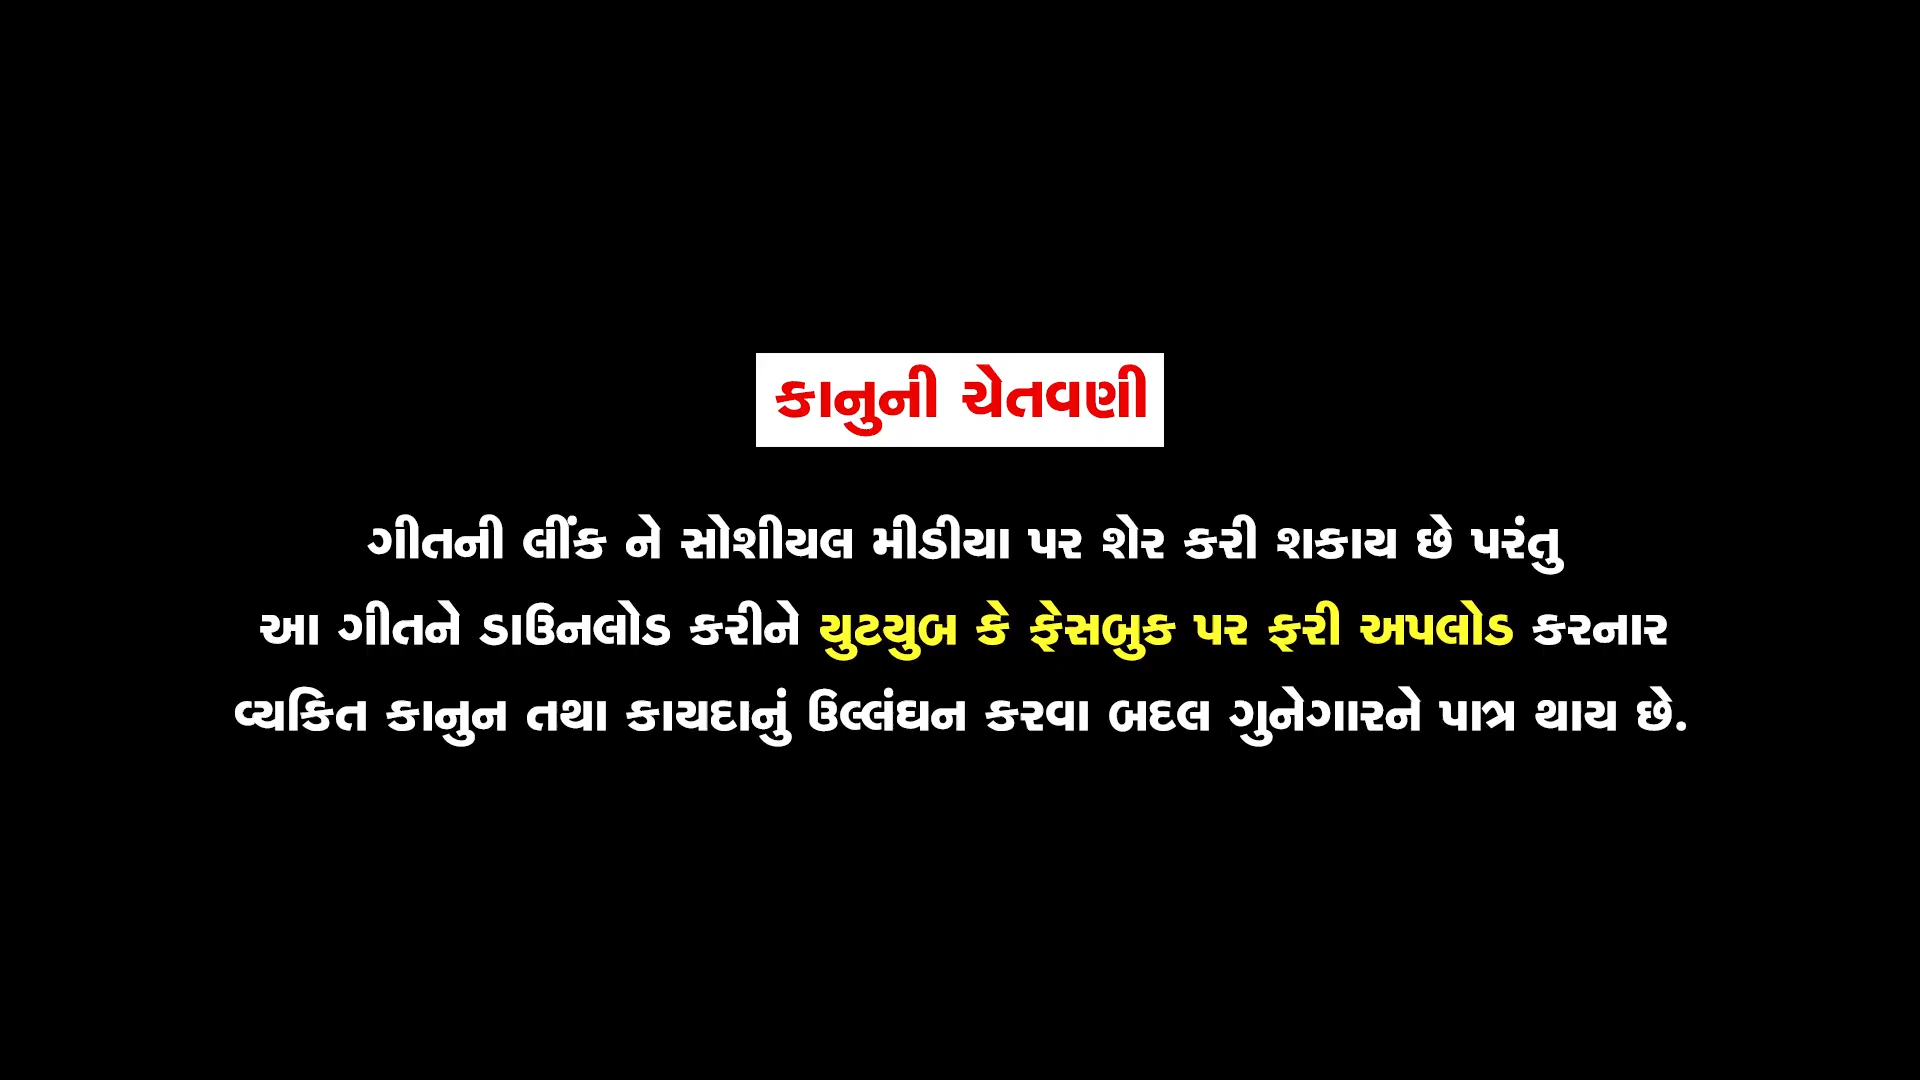 કાનુની ચેતવણી
ગીતની લીંક ને સોશીયલ મીડીયા પર શેર કરી શકાય છે પરંતુ
આ ગીતને ડાઉનલોડ કરીને યુટયુબ કે ફેસબુક પર ફરી અપલોડ કરનાર
વ્યકિત કાનુન તથા કાયદાનું ઉલ્લંઘન કરવા બદલ ગુનેગારને પાત્ર થાય છે.